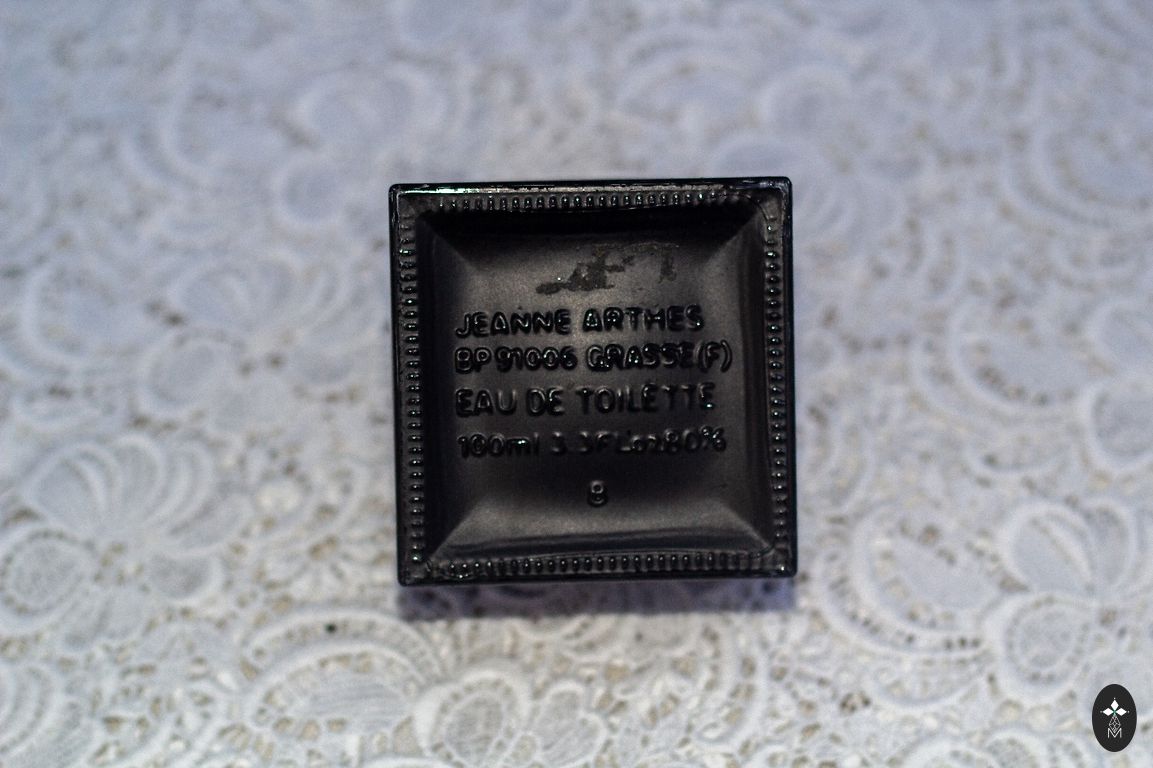 JEANNE ARTHES
BP 91006 GRASSE (F)
EAU DE TOILETTE
100ml 3.3FL.oz 80%
8
M